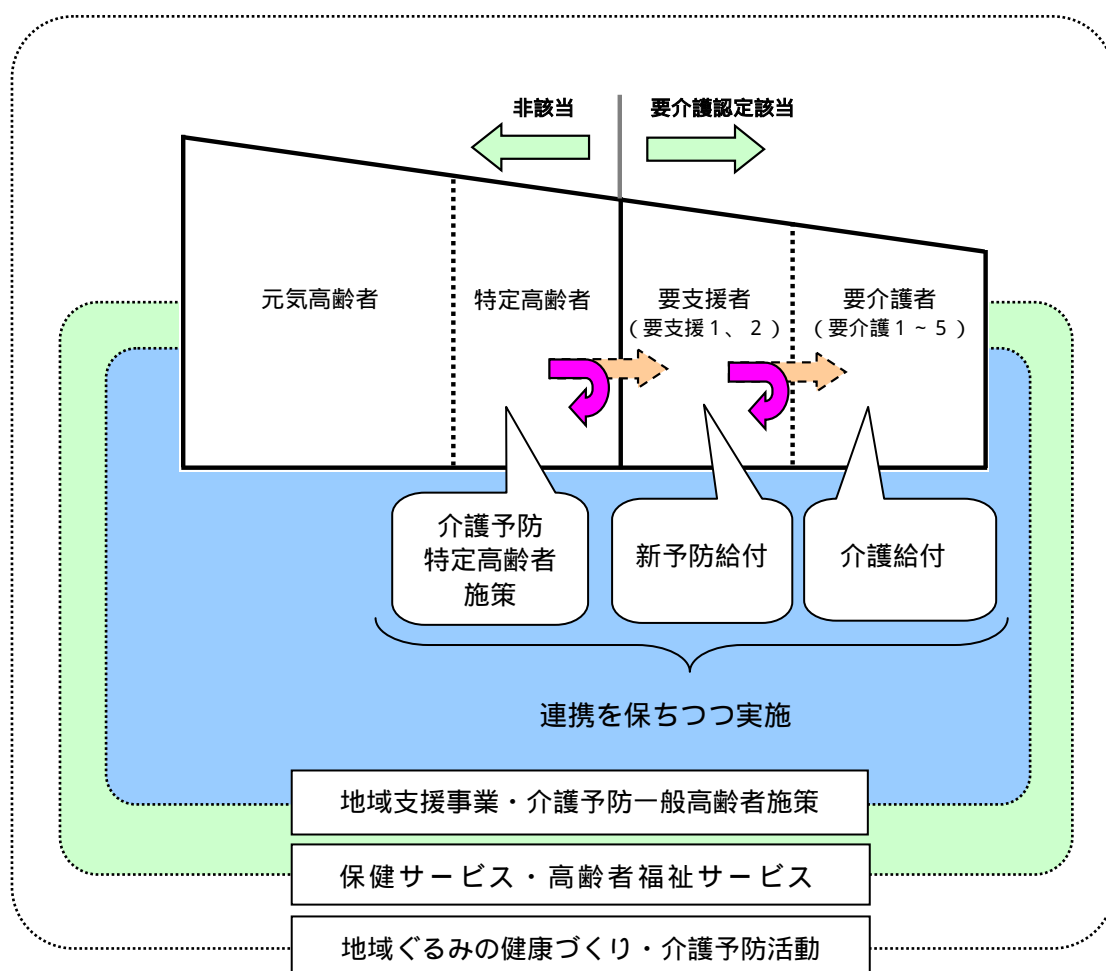 非該当
要介護認定該当
元気高齢者
特定高齢者
要支援者
(要支援1、2)
要介護者
(要介護1~5)
介護予防
特定高齢者
施策
新予防給付
介護給付
連携を保ちつつ実施
地域支援事業・介護予防一般高齢者施策
保健サービス・高齢者福祉サービス
地域ぐるみの健康づくり・介護予防活動